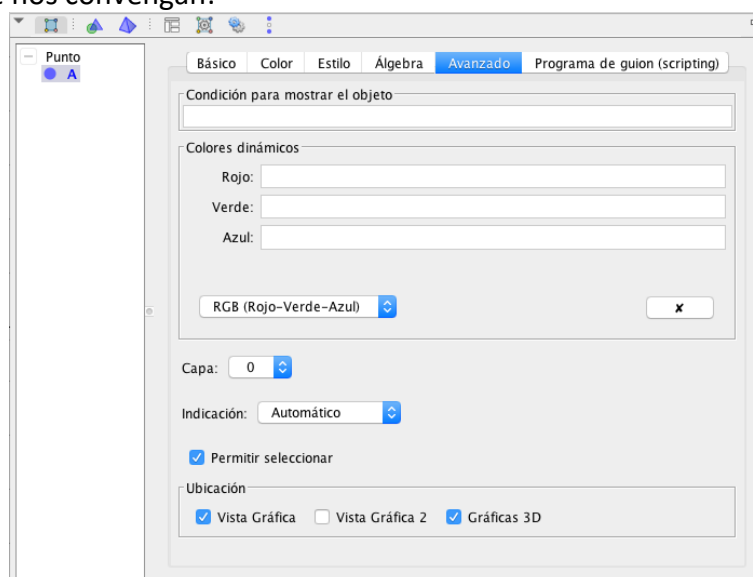 nos convengan.
Punto
A
Básico Color Estilo Álgebra Avanzado Programa de guion (scripting)
Condición para mostrar el objeto
Colores dinámicos
Rojo:
Verde:
Azul:
RGB (Rojo-Verde-Azul)
Capa: 0
Indicación: Automático
Permitir seleccionar
Ubicación
Vista Gráfica Vista Gráfica 2 Gráficas 3D